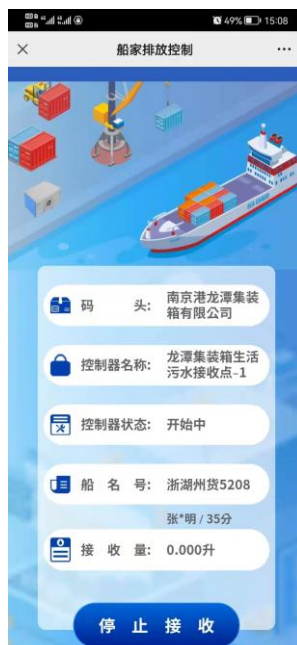 49% 15:08
船家排放控制
码 头: 南京港龙潭集装
箱有限公司
控制器名称: 龙潭集装箱生活
污水接收点-1
控制器状态: 开始中
船 名 号: 浙湖州货5208
张*明 / 35分
接 收 量: 0.000升
停 止 接 收